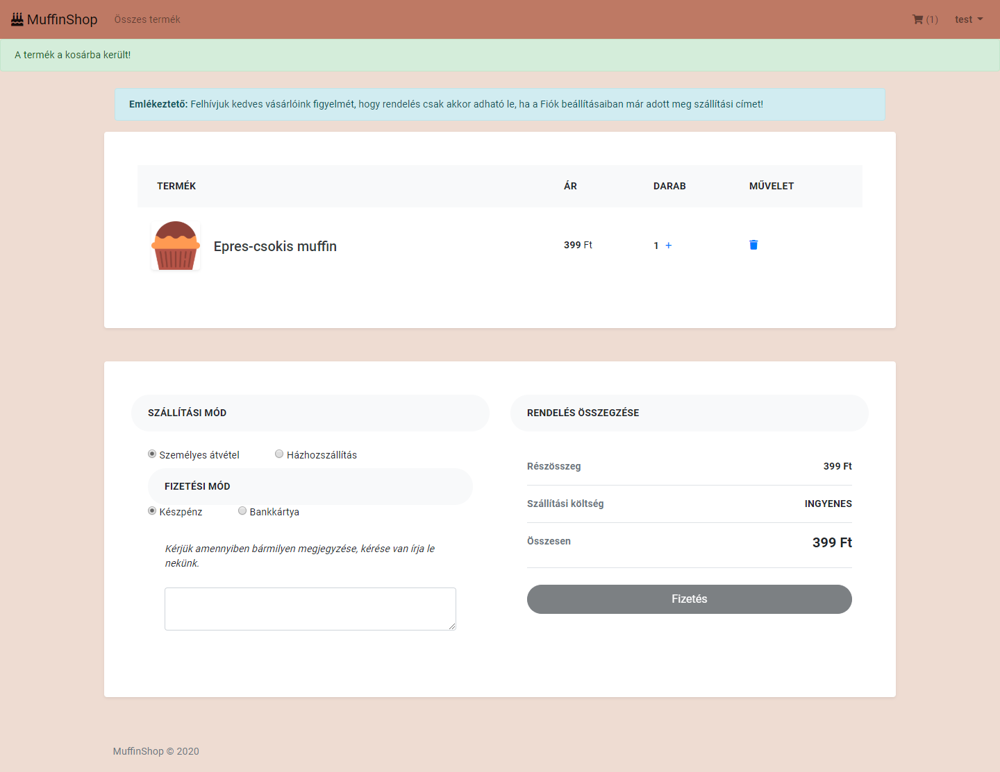 MuffinShop Összes termék (1) test
A termék a kosárba került!
Emlékeztető: Felhívjuk kedves vásárlóink figyelmét, hogy rendelés csak akkor adható le, ha a Fiók beállításaiban már adott meg szállítási címet!
TERMÉK ÁR DARAB MŰVELET
Epres-csokis muffin 399 Ft 1 +
SZÁLLÍTÁSI MÓD
Személyes átvétel Házhozszállítás
FIZETÉSI MÓD
Készpénz Bankkártya
Kérjük amennyiben bármilyen megjegyzése, kérése van írja le
nekünk.
RENDELÉS ÖSSZEGZÉSE
Részösszeg 399 Ft
Szállítási költség INGYENES
Összesen 399 Ft
Fizetés
MuffinShop © 2020